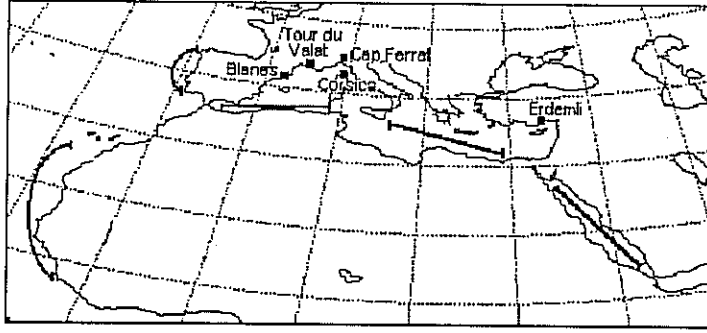 Tour du
Valat
Cap Ferrat
Blanes
Corsica
Erdemli